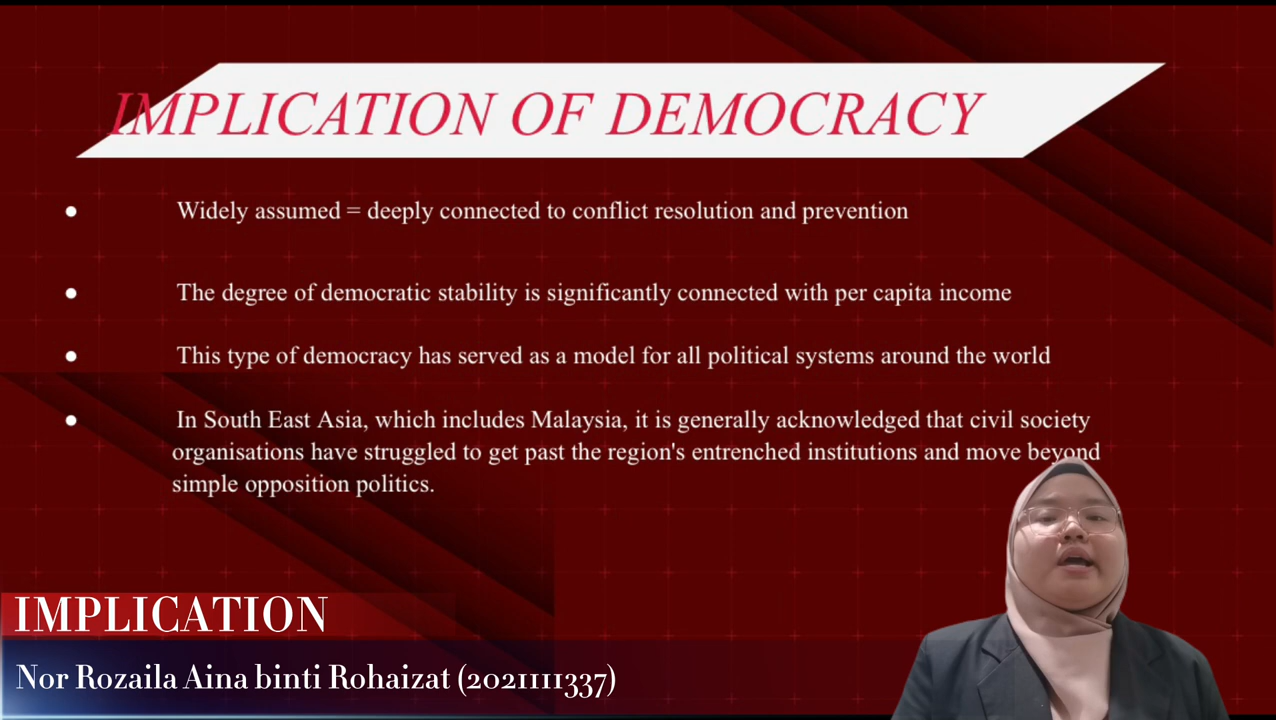 IMPLICATION OF DEMOCRACY
● Widely assumed = deeply connected to conflict resolution and prevention
● The degree of democratic stability is significantly connected with per capita income
● This type of democracy has served as a model for all political systems around the world
● In South East Asia, which includes Malaysia, it is generally acknowledged that civil society
organisations have struggled to get past the region's entrenched institutions and move beyond
simple opposition politics.
IMPLICATION
Nor Rozaila Aina binti Rohaizat (2021111337)